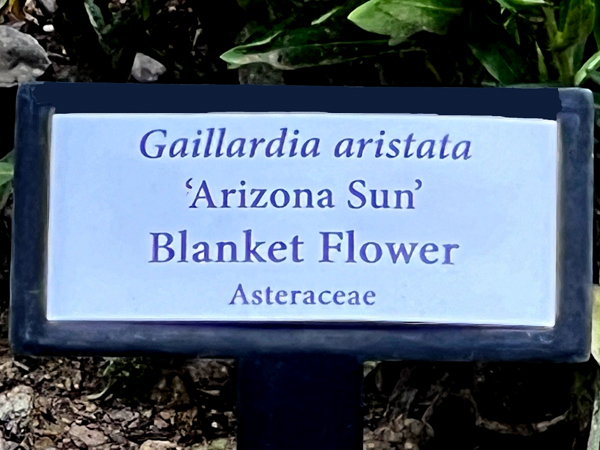 Gaillardia aristata
‘Arizona Sun’
Blanket Flower
Asteraceae